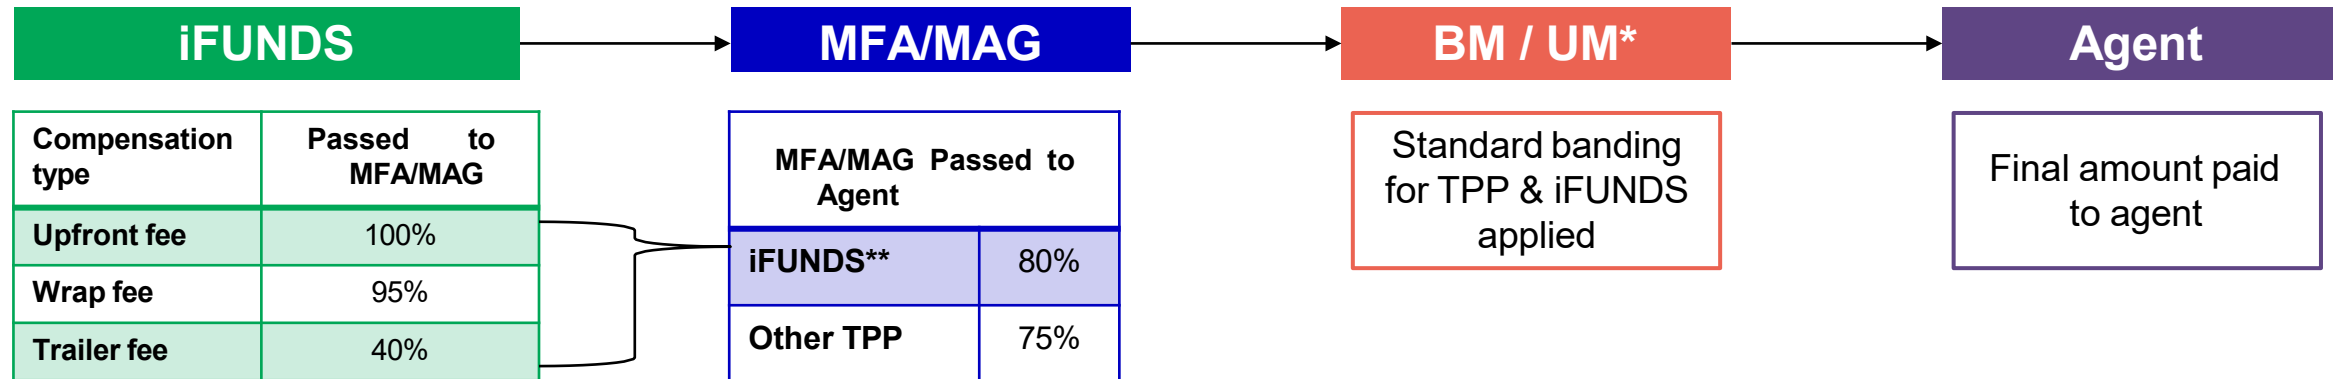 iFUNDS
MFA/MAG
BM / UM*
Agent
Compensation
type
Passed to
MFA/MAG
Upfront fee 100%
Wrap fee 95%
Trailer fee 40%
MFA/MAG Passed to
Agent
iFUNDS** 80%
Other TPP 75%
Standard banding
for TPP & iFUNDS
applied
Final amount paid
to agent